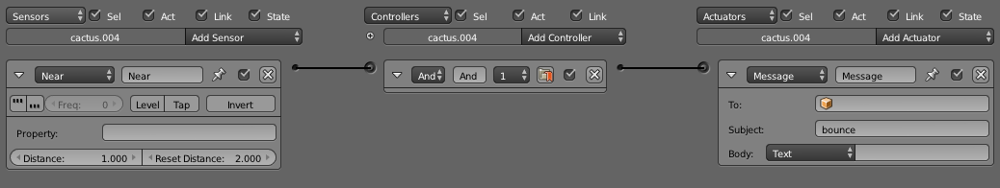 Sensors Sel Act Link State
cactus.004 Add Sensor
Near Near
Freq: 0 Level Tap Invert
Property:
Distance: 1.000 Reset Distance: 2.000
Controllers Sel Act Link
cactus.004 Add Controller
And And 1
Actuators Sel Act Link State
cactus.004 Add Actuator
Message Message
To:
Subject: bounce
Body: Text